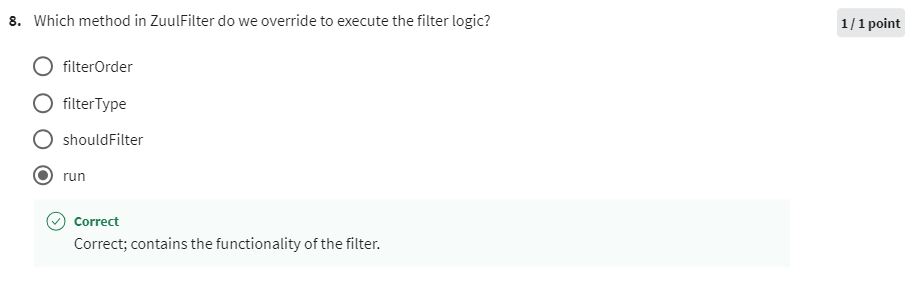 8. Which method in ZuulFilter do we override to execute the filter logic?
1 / 1 point
filterOrder
filterType
shouldFilter
run
Correct
Correct; contains the functionality of the filter.